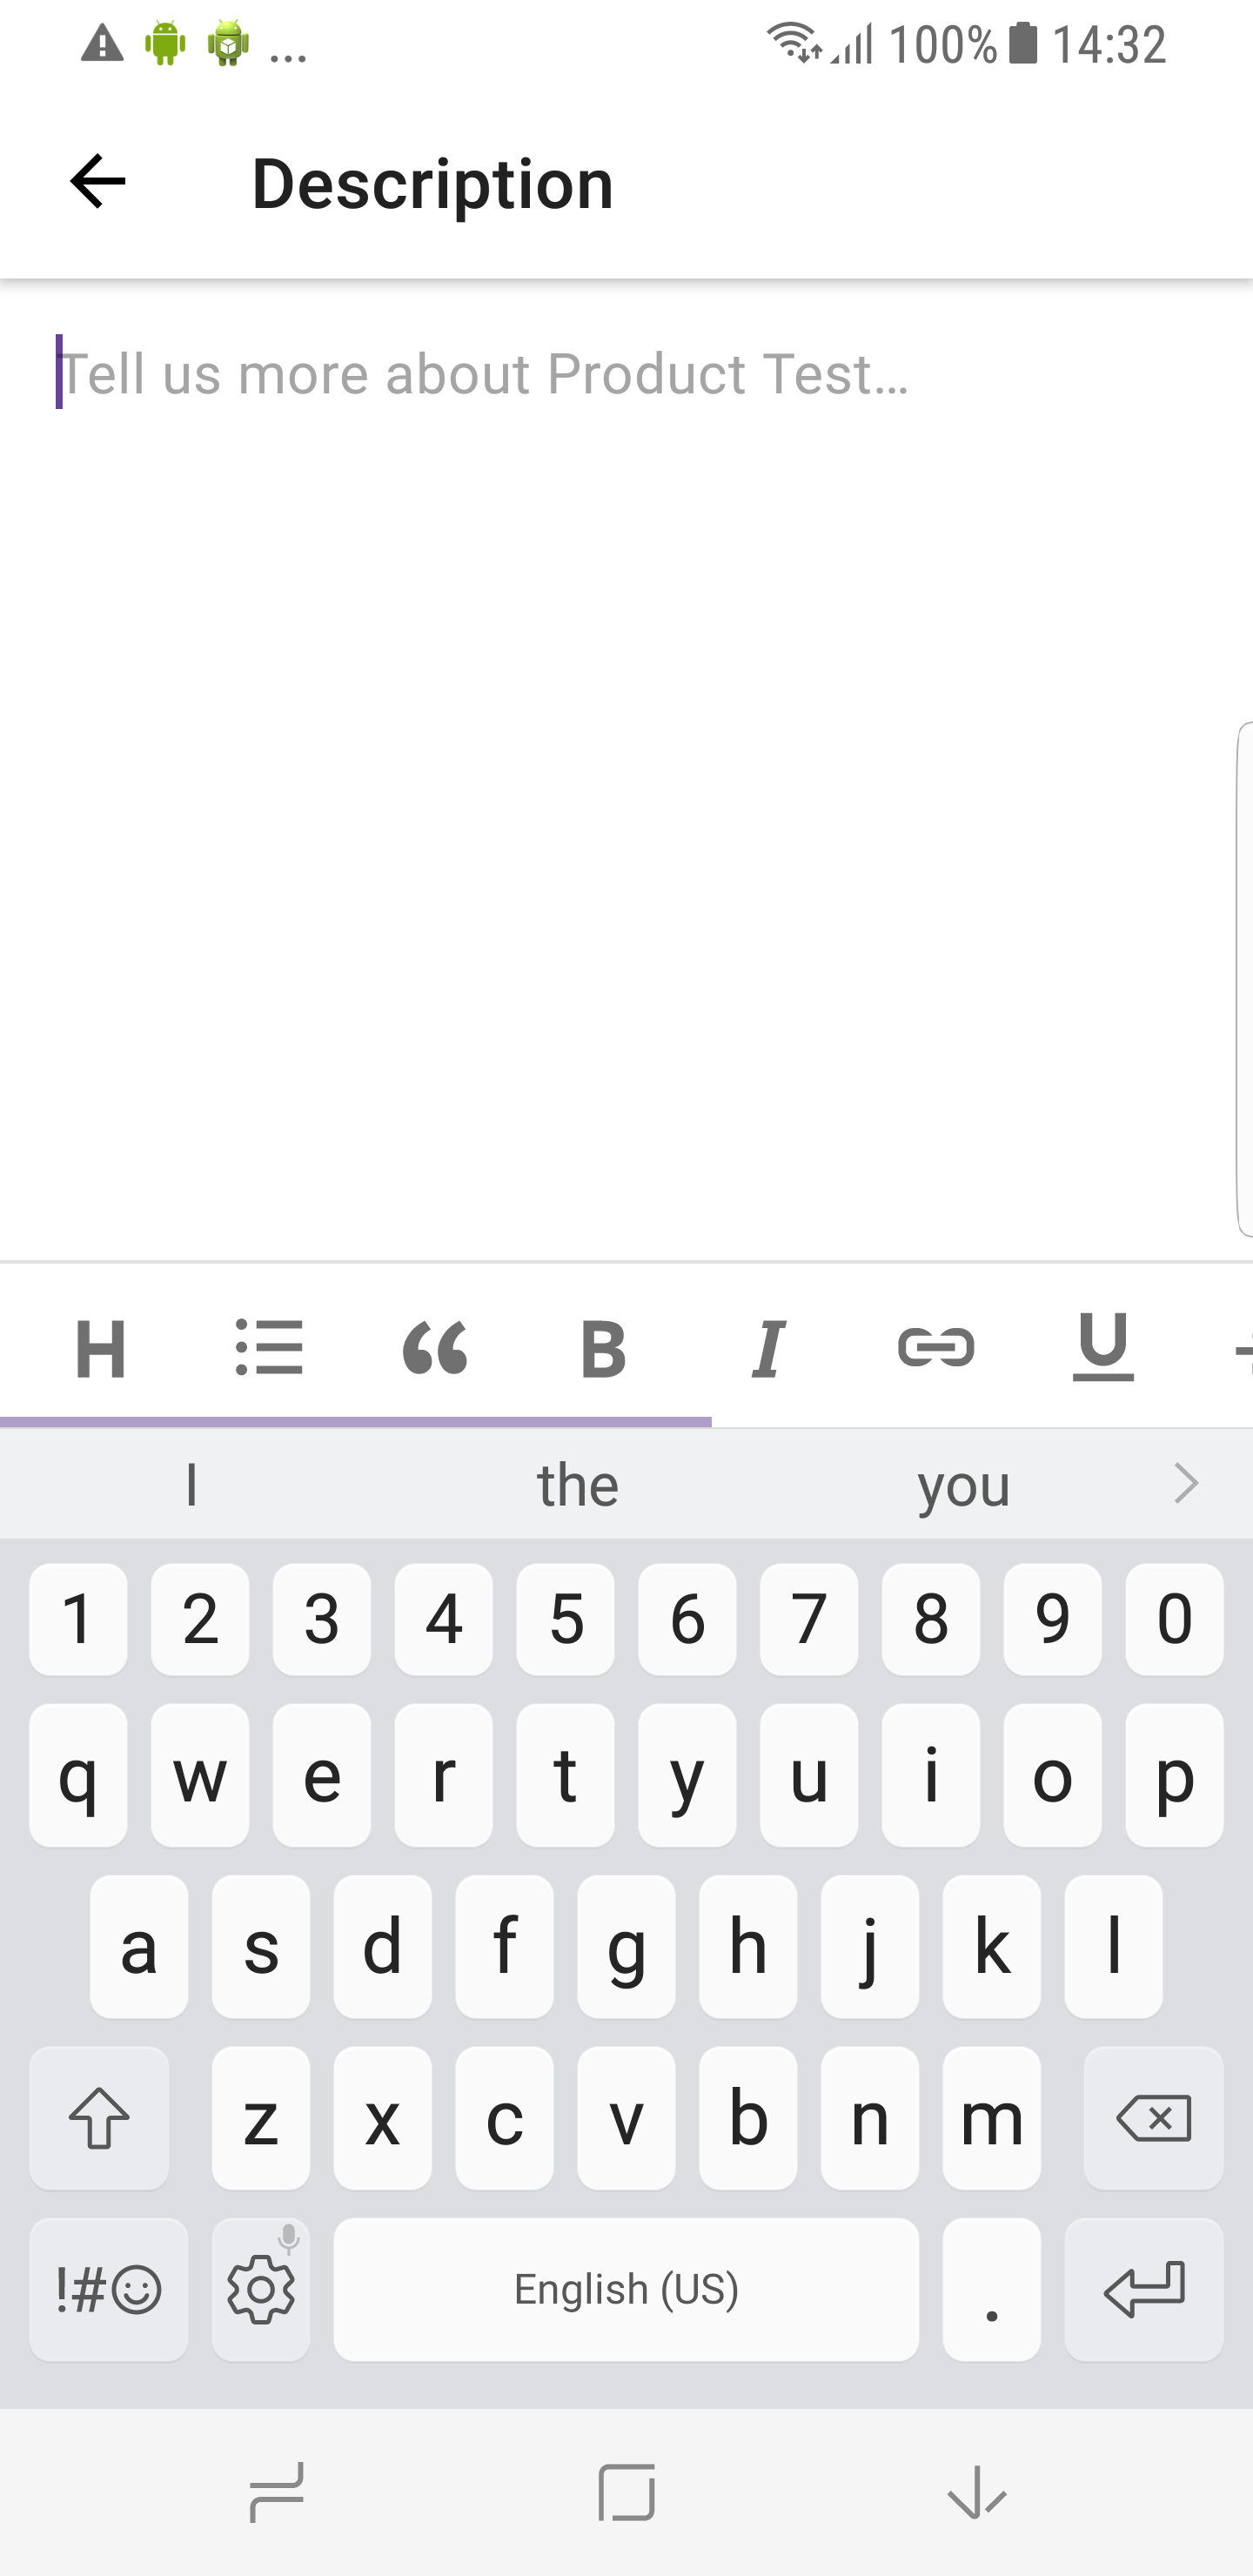 ... 100% 14:32
Description
Tell us more about Product Test...
H B I U
I the you
1 2 3 4 5 6 7 8 9 0
q w e r t y u i o p
a s d f g h j k l
z x c v b n m
!#☺ English (US) .